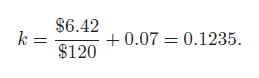 k = $6.42 / $120 + 0.07 = 0.1235.